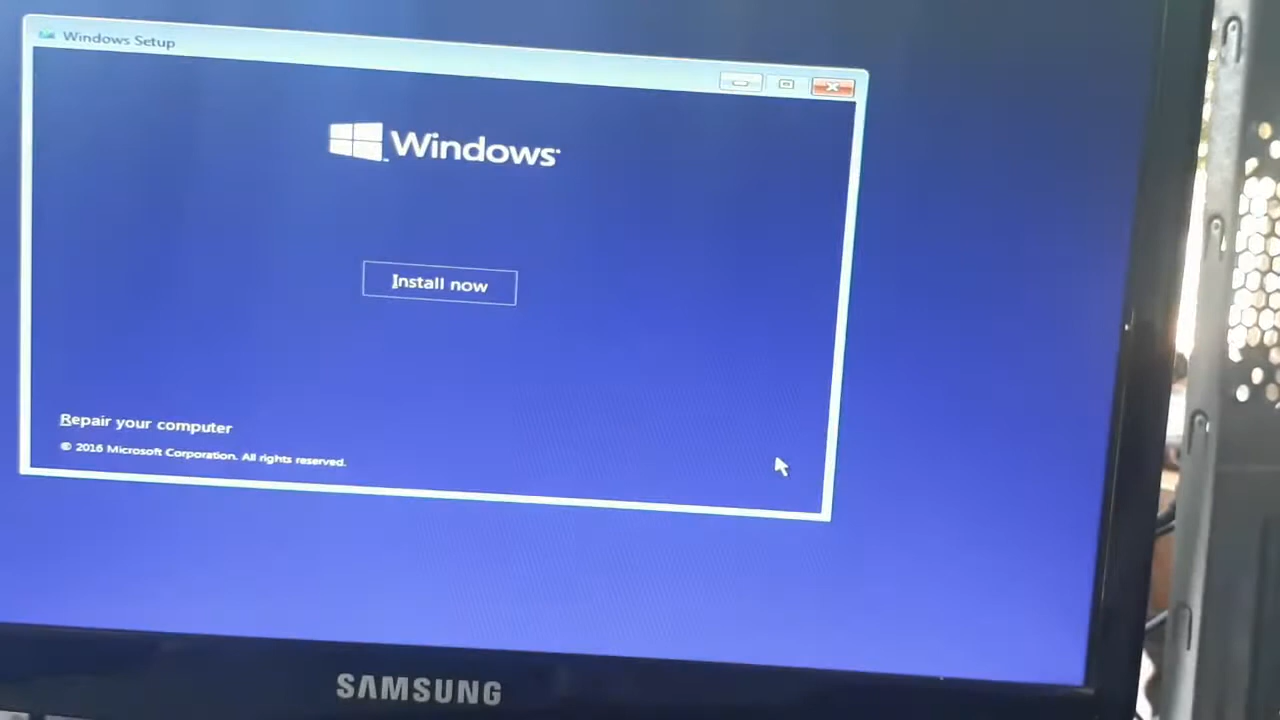 Windows Setup
Windows
Install now
Repair your computer
© 2016 Microsoft Corporation. All rights reserved.
SAMSUNG